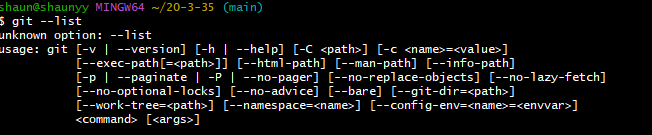 shaun@shaunyy MINGW64 ~/20-3-35 (main)
$ git --list
unknown option: --list
usage: git [-v | --version] [-h | --help] [-C <path>] [-c <name>=<value>]
           [--exec-path[=<path>]] [--html-path] [--man-path] [--info-path]
           [-p | --paginate | -P | --no-pager] [--no-replace-objects] [--no-lazy-fetch]
           [--no-optional-locks] [--no-advice] [--bare] [--git-dir=<path>]
           [--work-tree=<path>] [--namespace=<name>] [--config-env=<name>=<envvar>]
           <command> [<args>]